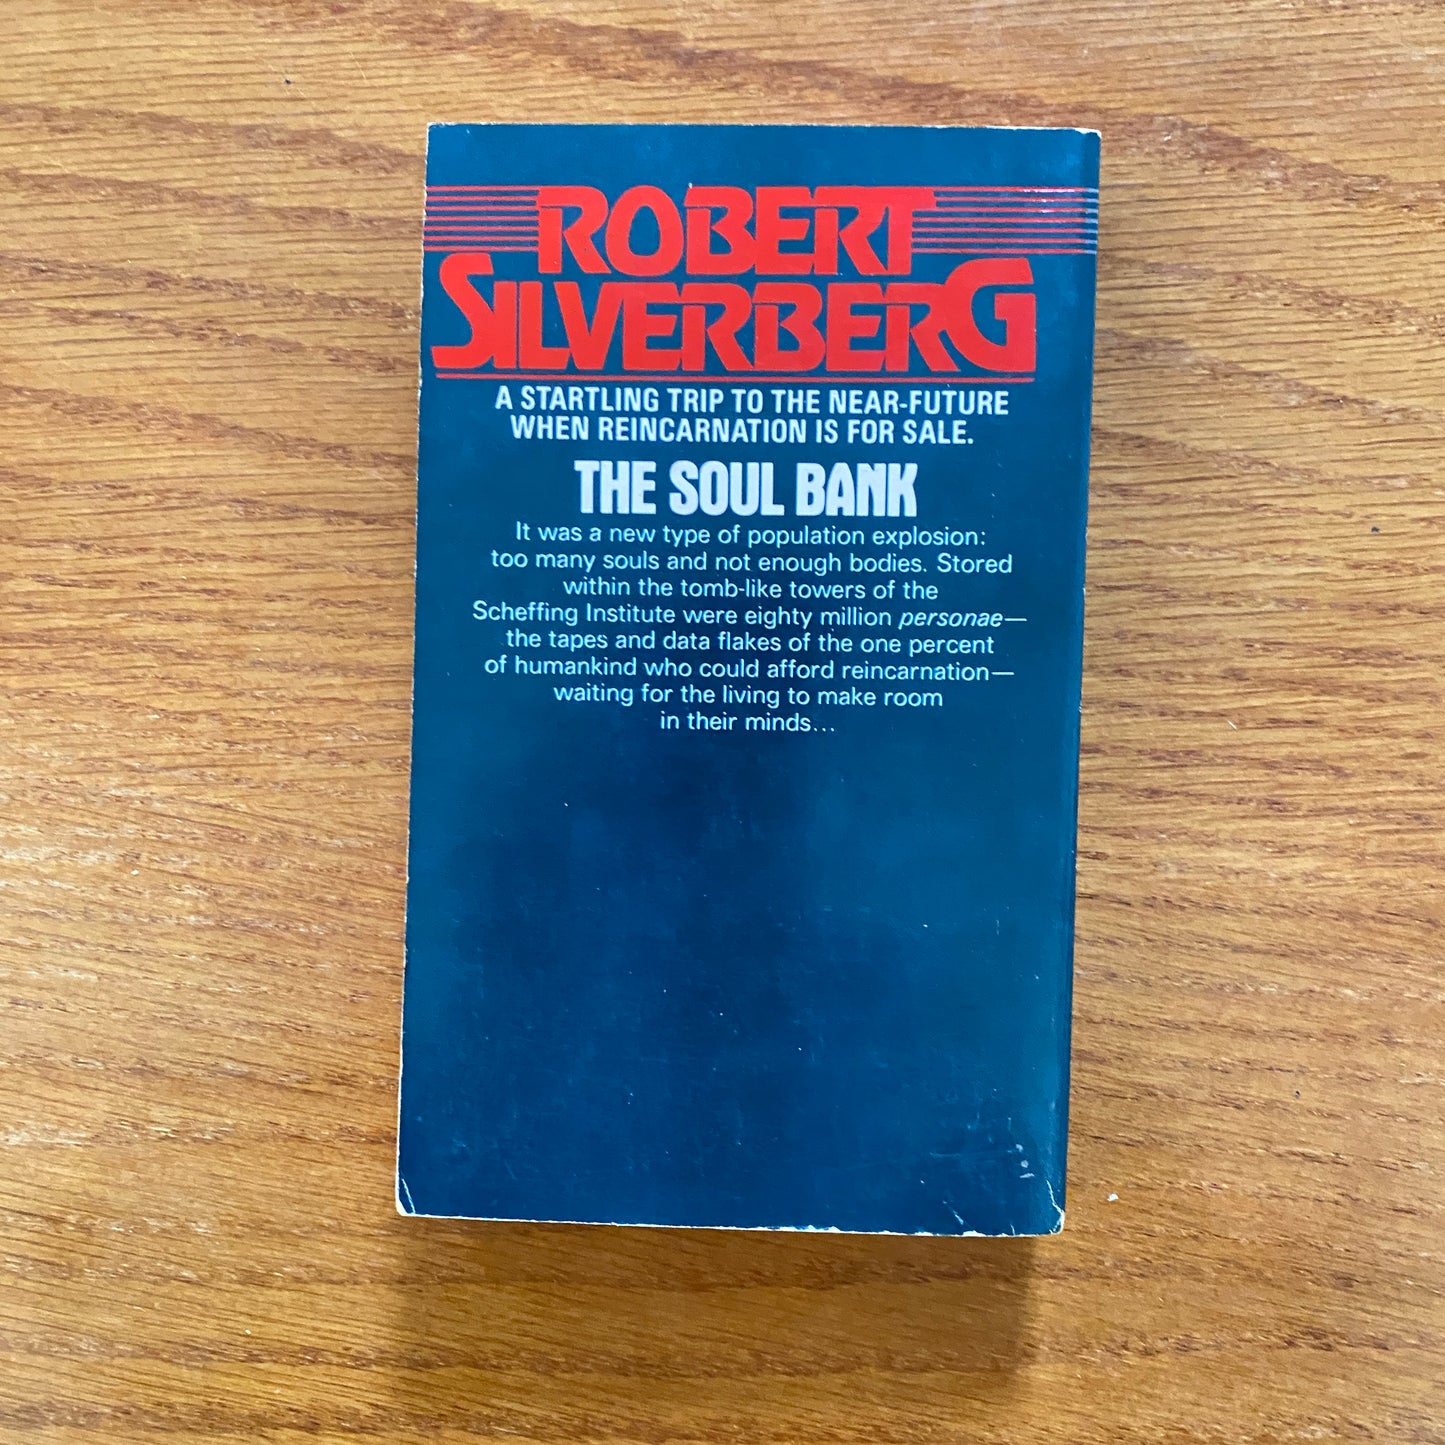 ROBERT
SILVERBERG
A STARTLING TRIP TO THE NEAR-FUTURE
WHEN REINCARNATION IS FOR SALE.
THE SOUL BANK
It was a new type of population explosion:
too many souls and not enough bodies. Stored
within the tomb-like towers of the
Scheffing Institute were eighty million personae—
the tapes and data flakes of the one percent
of humankind who could afford reincarnation—
waiting for the living to make room
in their minds...